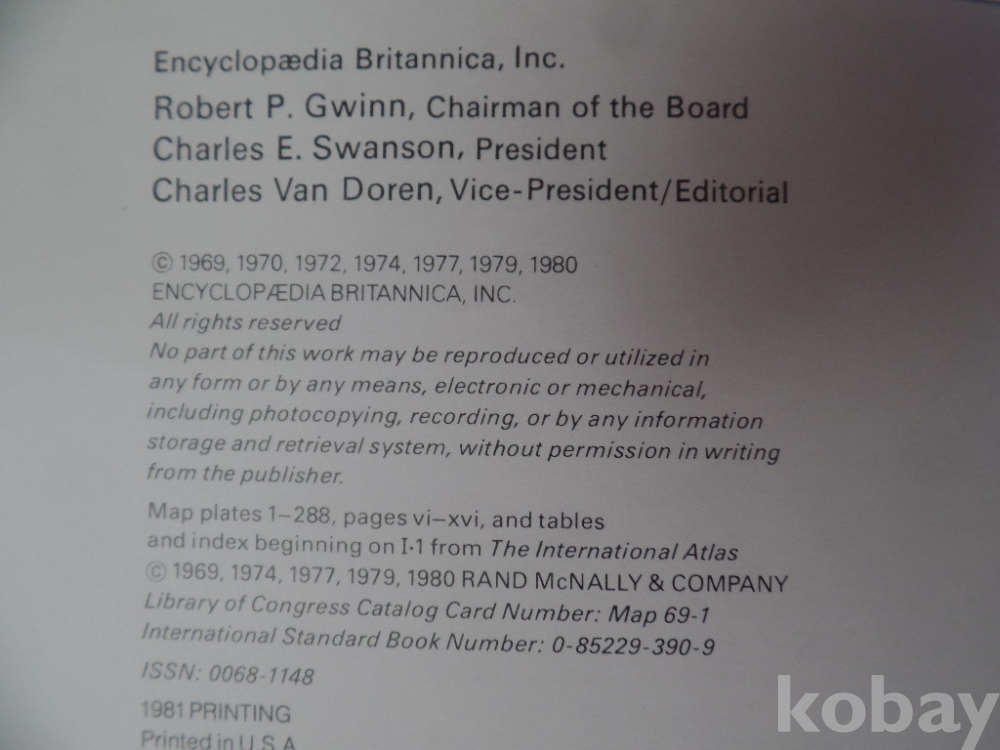 Encyclopædia Britannica, Inc.
Robert P. Gwinn, Chairman of the Board
Charles E. Swanson, President
Charles Van Doren, Vice-President/Editorial
© 1969, 1970, 1972, 1974, 1977, 1979, 1980
ENCYCLOPÆDIA BRITANNICA, INC.
All rights reserved
No part of this work may be reproduced or utilized in
any form or by any means, electronic or mechanical,
including photocopying, recording, or by any information
storage and retrieval system, without permission in writing
from the publisher.
Map plates 1–288, pages vi–xvi, and tables
and index beginning on I·1 from The International Atlas
© 1969, 1974, 1977, 1979, 1980 RAND McNALLY & COMPANY
Library of Congress Catalog Card Number: Map 69-1
International Standard Book Number: 0-85229-390-9
ISSN: 0068-1148
1981 PRINTING
Printed in U.S.A
kobay